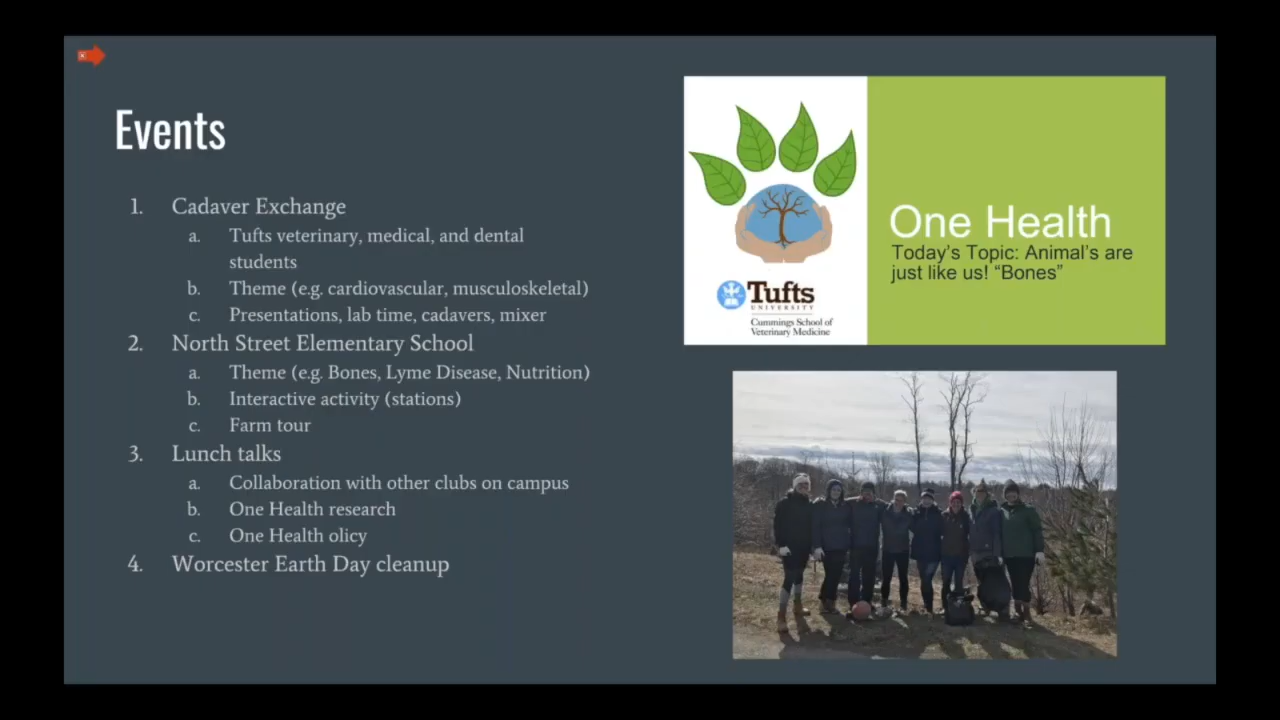 Events
1. Cadaver Exchange
a. Tufts veterinary, medical, and dental
students
b. Theme (e.g. cardiovascular, musculoskeletal)
c. Presentations, lab time, cadavers, mixer
2. North Street Elementary School
a. Theme (e.g. Bones, Lyme Disease, Nutrition)
b. Interactive activity (stations)
c. Farm tour
3. Lunch talks
a. Collaboration with other clubs on campus
b. One Health research
c. One Health olicy
4. Worcester Earth Day cleanup
One Health
Today's Topic: Animal's are
just like us! “Bones”
Tufts
UNIVERSITY
Cummings School of
Veterinary Medicine